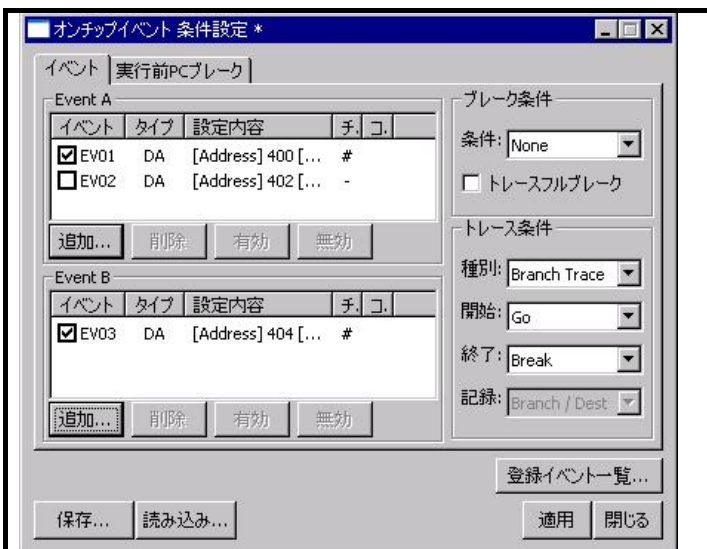 オンチップイベント 条件設定 *
イベント 実行前PCブレーク
Event A
イベント タイプ 設定内容 チ. コ.
EV01 DA [Address] 400 [... #
EV02 DA [Address] 402 [... -
追加... 削除 有効 無効
Event B
イベント タイプ 設定内容 チ. コ.
EV03 DA [Address] 404 [... #
追加... 削除 有効 無効
ブレーク条件
条件: None
トレースフルブレーク
トレース条件
種別: Branch Trace
開始: Go
終了: Break
記録: Branch / Dest
登録イベント一覧...
保存... 読み込み... 適用 閉じる